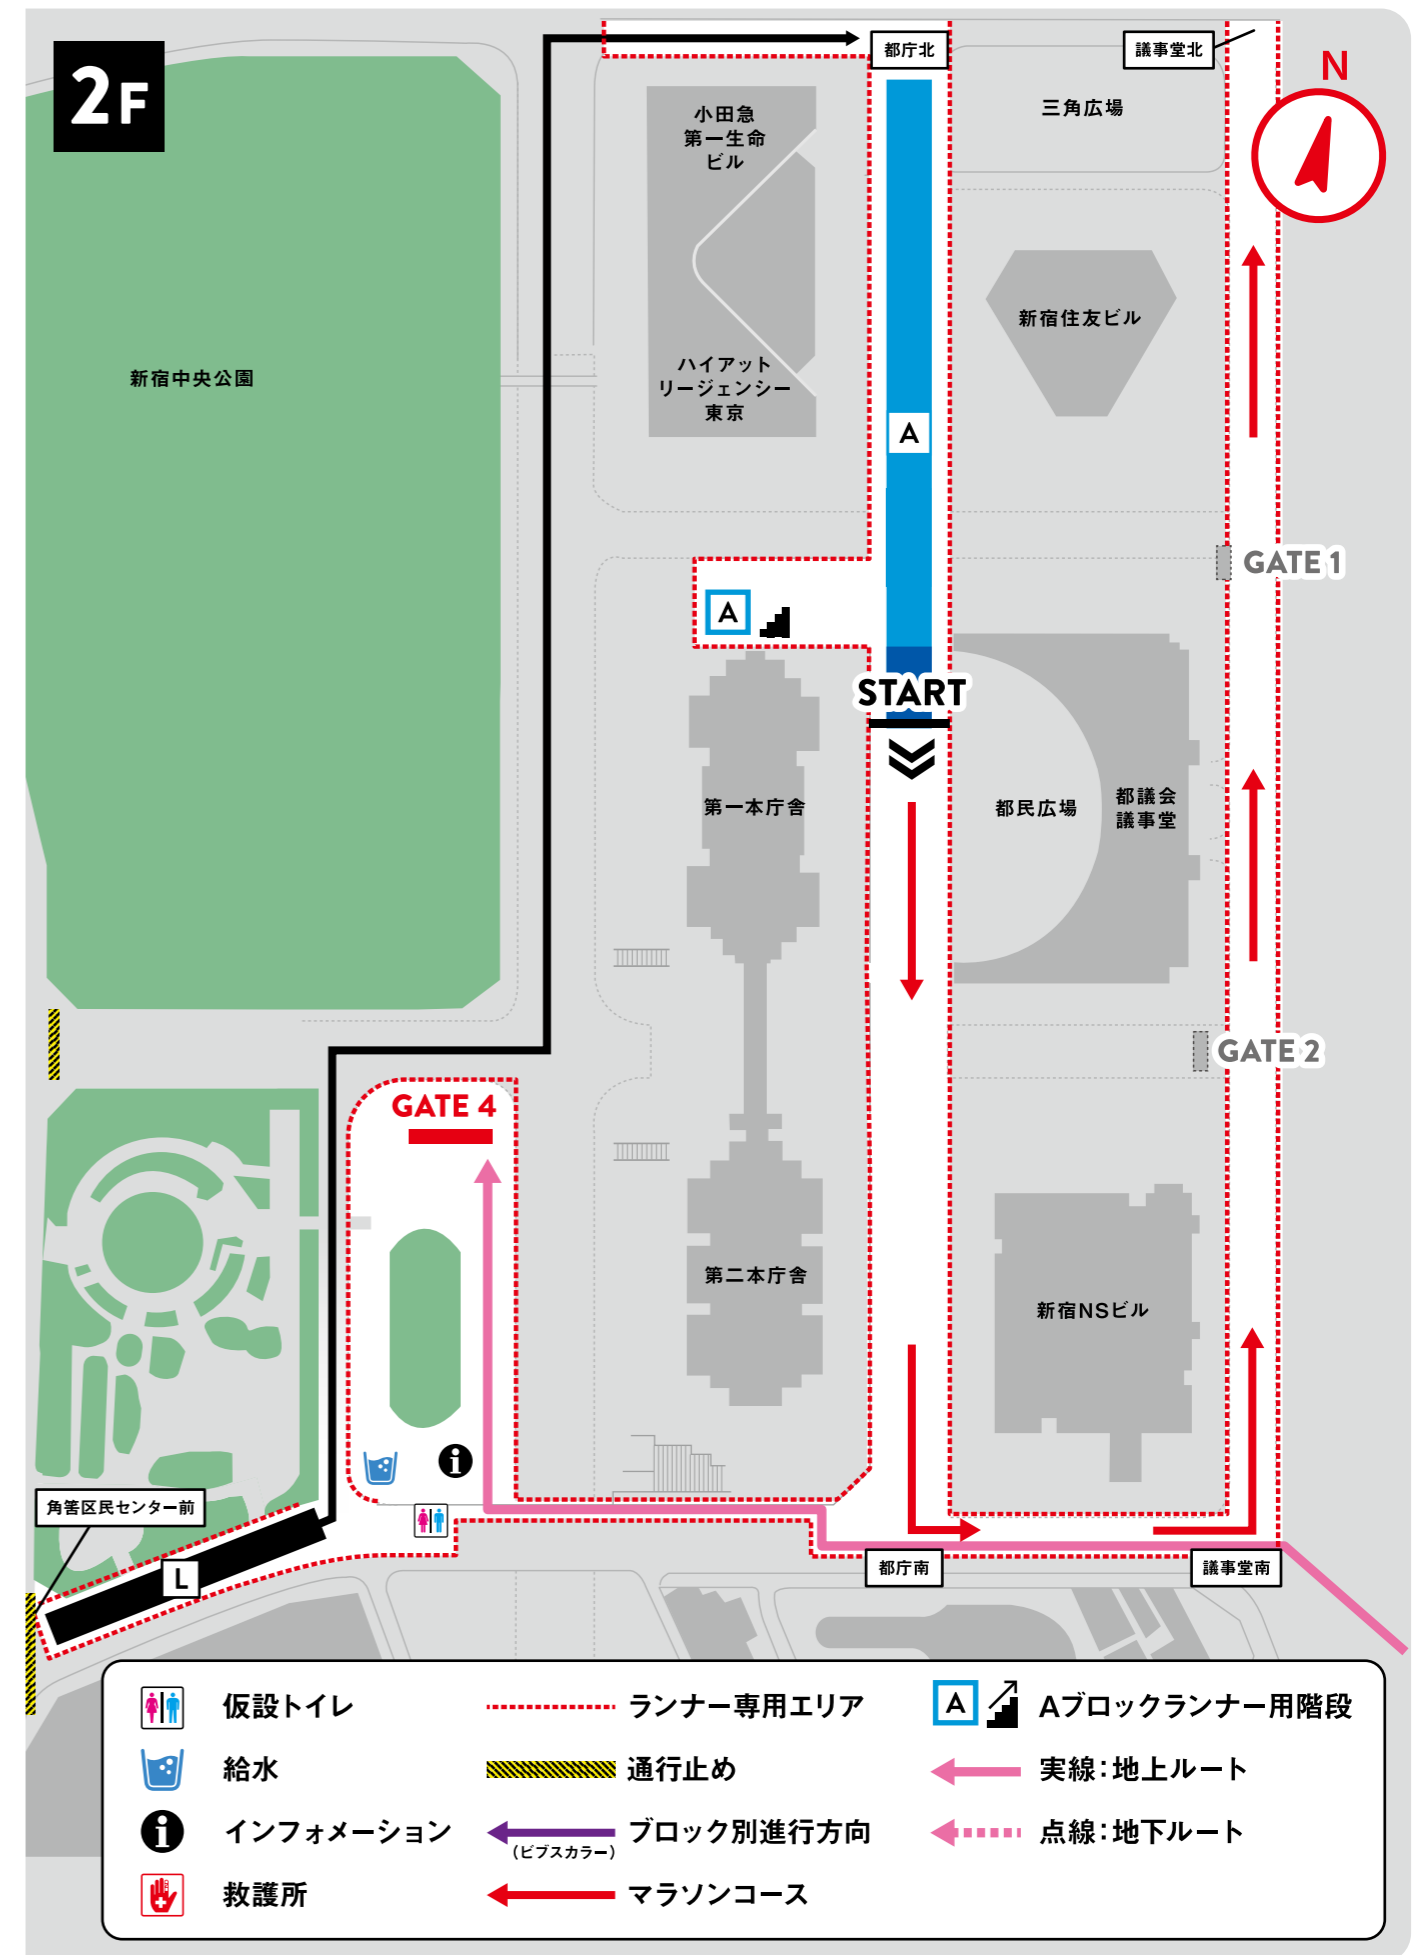 2F
都庁北
議事堂北
N
小田急
第一生命
ビル
三角広場
新宿住友ビル
新宿中央公園
ハイアット
リージェンシー
東京
A
GATE 1
A
START
第一本庁舎
都民広場
都議会
議事堂
GATE 2
GATE 4
第二本庁舎
新宿NSビル
角筈区民センター前
L
都庁南
議事堂南
仮設トイレ
ランナー専用エリア
A
Aブロックランナー用階段
給水
通行止め
実線：地上ルート
インフォメーション
ブロック別進行方向
（ビブスカラー）
点線：地下ルート
救護所
マラソンコース